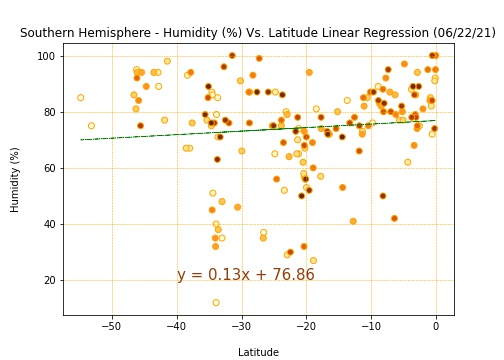 Southern Hemisphere - Humidity (%) Vs. Latitude Linear Regression (06/22/21)
100
80
60
40
20
Humidity (%)
y = 0.13x + 76.86
−50
−40
−30
−20
−10
0
Latitude